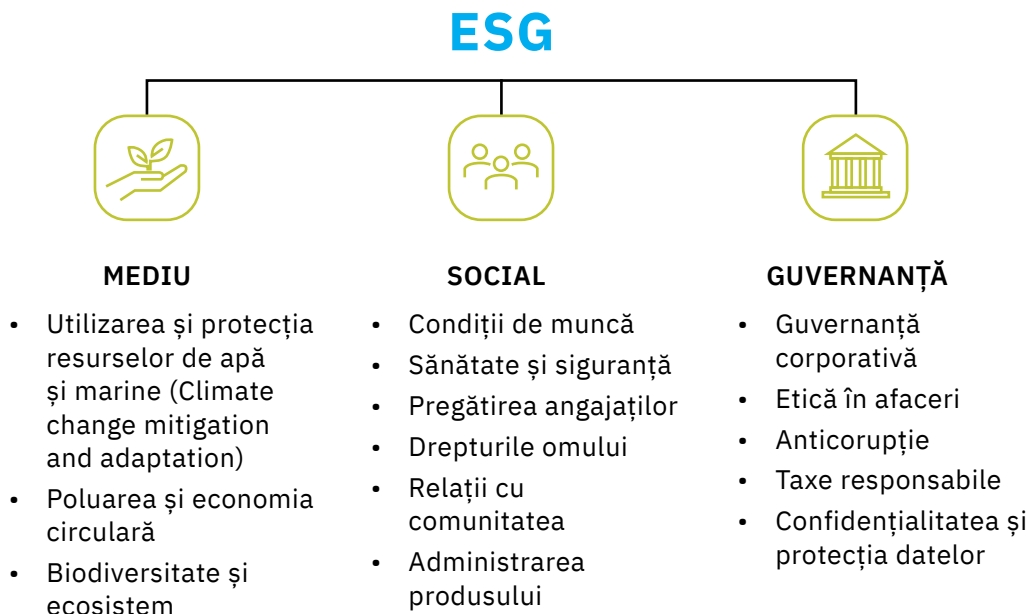 ESG
MEDIU
• Utilizarea și protecția
resurselor de apă
și marine (Climate
change mitigation
and adaptation)
• Poluarea și economia
circulară
• Biodiversitate și
ecosistem
SOCIAL
• Condiții de muncă
• Sănătate și siguranță
• Pregătirea angajaților
• Drepturile omului
• Relații cu
comunitatea
• Administrarea
produsului
GUVERNANȚĂ
• Guvernanță
corporativă
• Etică în afaceri
• Anticorupție
• Taxe responsabile
• Confidențialitatea și
protecția datelor